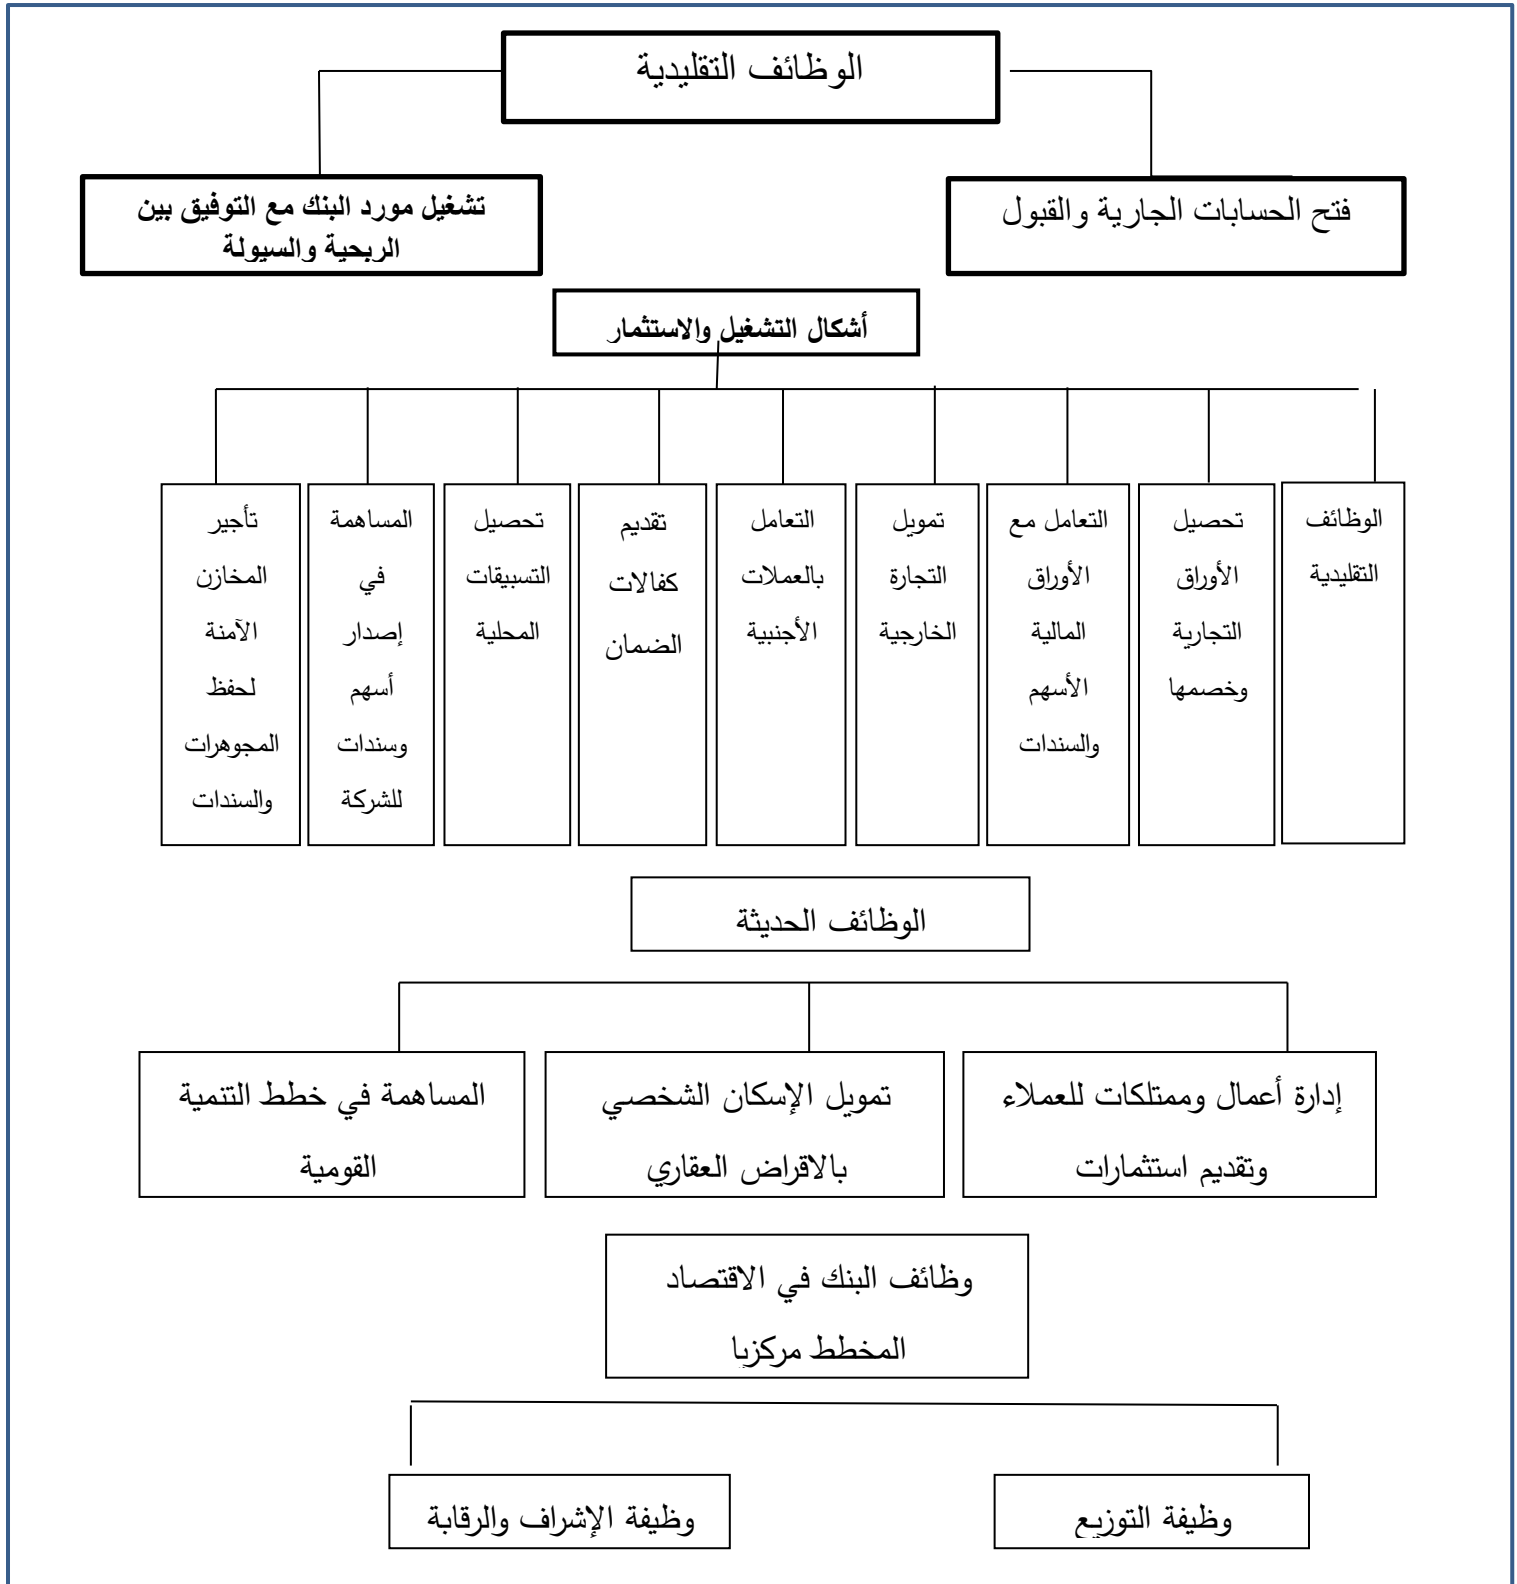 الوظائف التقليدية
فتح الحسابات الجارية والقبول
تشغيل مورد البنك مع التوفيق بين
الربحية والسيولة
أشكال التشغيل والاستثمار
الوظائف
التقليدية
تحصيل
الأوراق
التجارية
وخصمها
التعامل مع
الأوراق
المالية
الأسهم
والسندات
تمويل
التجارة
الخارجية
التعامل
بالعملات
الأجنبية
تقديم
كفالات
الضمان
تحصيل
التسبيقات
المحلية
المساهمة
في
إصدار
أسهم
وسندات
للشركة
تأجير
المخازن
الآمنة
لحفظ
المجوهرات
والسندات
الوظائف الحديثة
إدارة أعمال وممتلكات للعملاء
وتقديم استثمارات
تمويل الإسكان الشخصي
بالاقراض العقاري
المساهمة في خطط التنمية
القومية
وظائف البنك في الاقتصاد
المخطط مركزيا
وظيفة التوزيع
وظيفة الإشراف والرقابة